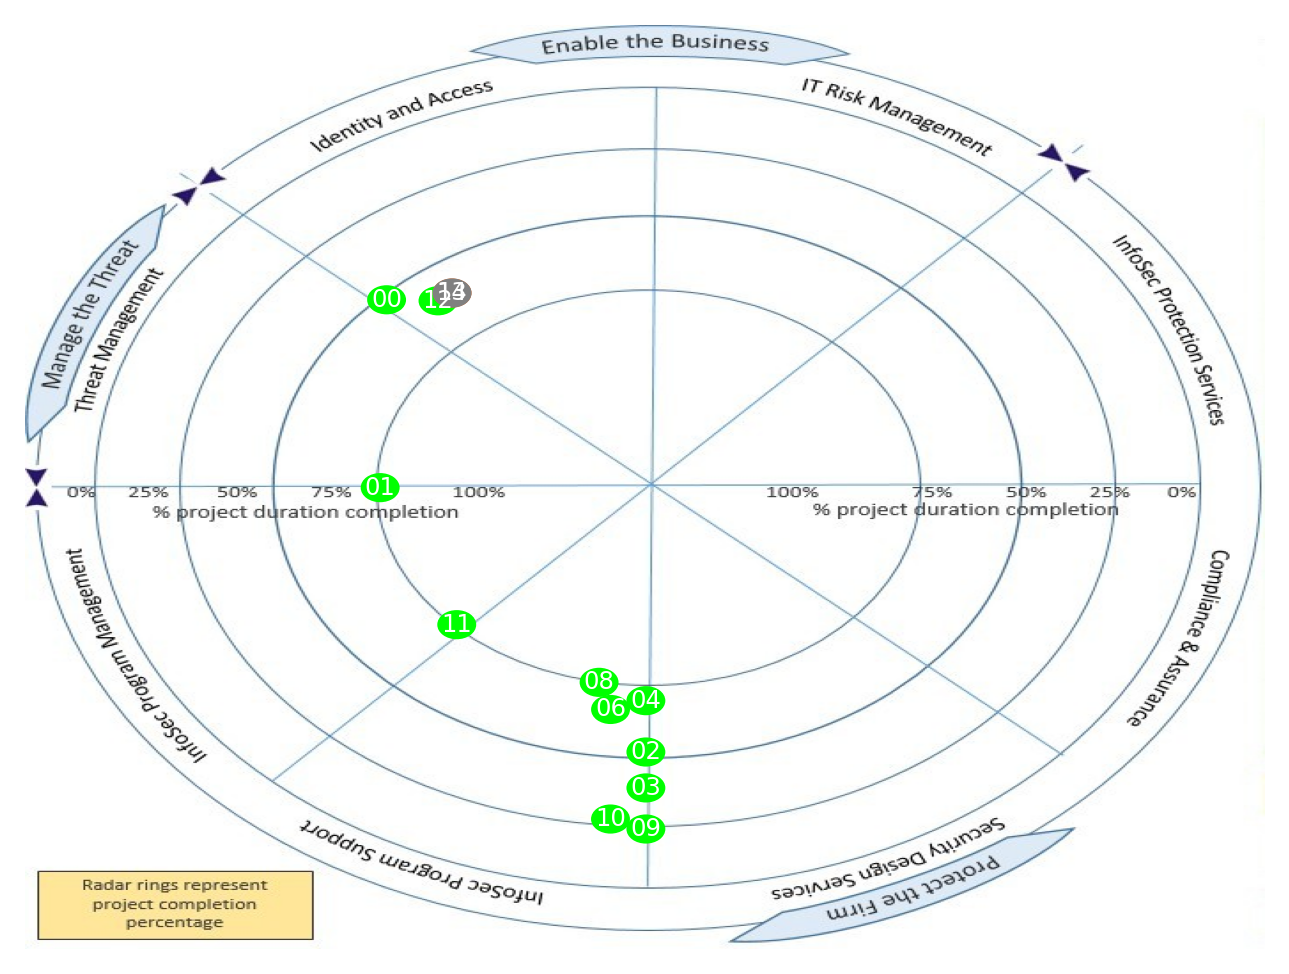 Enable the Business
Identity and Access
IT Risk Management
Manage the Threat
Threat Management
InfoSec Protection Services
00
12
01
0%
25%
50%
75%
100%
100%
75%
50%
25%
0%
% project duration completion
% project duration completion
11
08
06
04
02
03
10
09
InfoSec Program Management
Compliance & Assurance
InfoSec Program Support
Security Design Services
Protect the Firm
Radar rings represent
project completion
percentage